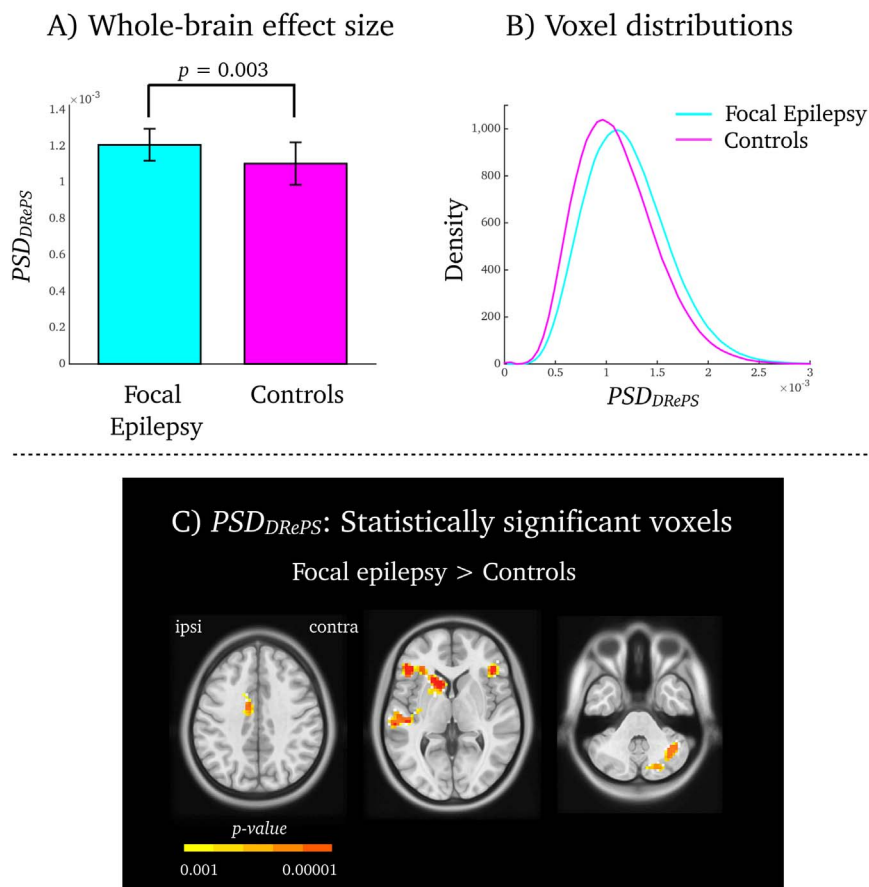 A) Whole-brain effect size
p = 0.003
×10⁻³
1.4
1.2
1
0.8
0.6
0.4
0.2
0
PSD_DRePS
Focal Epilepsy
Controls
B) Voxel distributions
Focal Epilepsy
Controls
1,000
800
600
400
200
0
Density
0 0.5 1 1.5 2 2.5 3
×10⁻³
PSD_DRePS
C) PSD_DRePS: Statistically significant voxels
Focal epilepsy > Controls
ipsi contra
p-value
0.001 0.00001